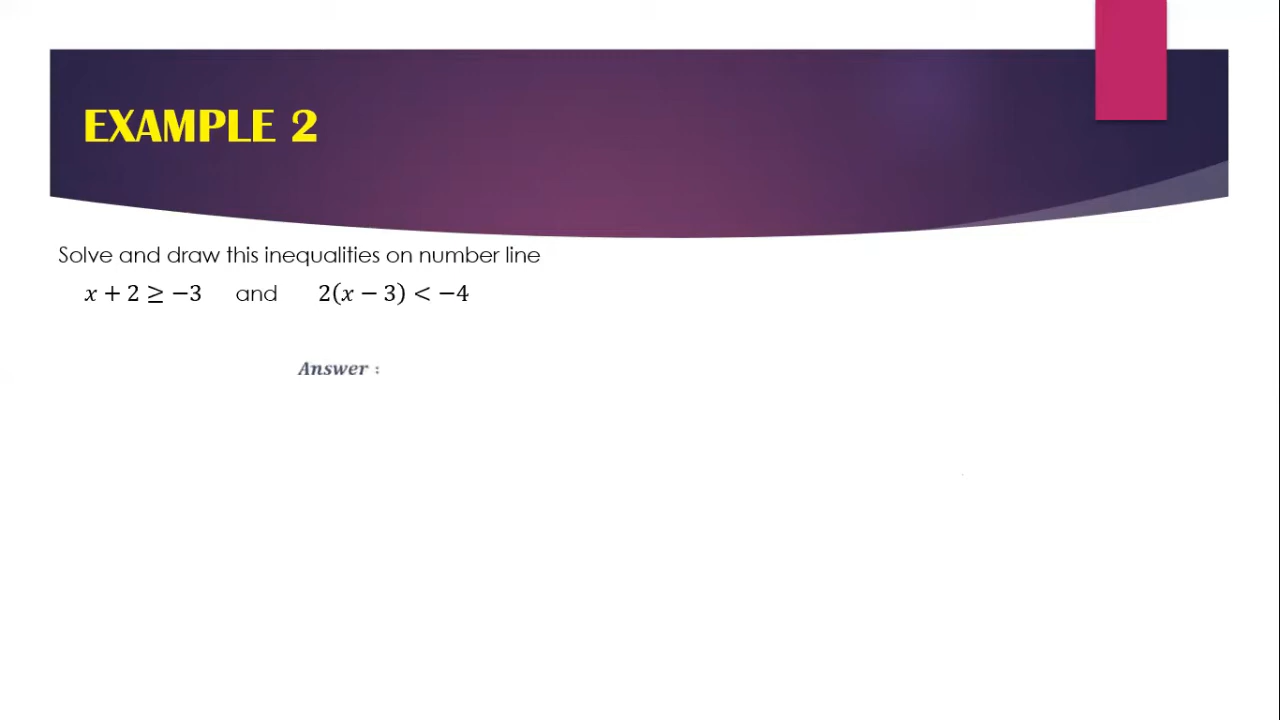 EXAMPLE 2
Solve and draw this inequalities on number line
x + 2 ≥ −3 and 2(x − 3) < −4
Answer :